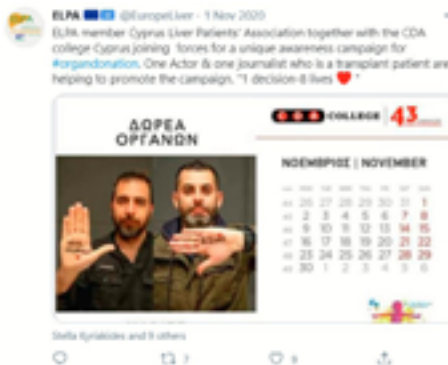 ELPA @EuropeLiver · 1 Nov 2020
ELPA member Cyprus Liver Patients' Association together with the CDA
college Cyprus joining forces for a unique awareness campaign for
#organdonation. One Actor & one journalist who is a transplant patient are
helping to promote the campaign. "1 decision-8 lives ❤️ "
ΔΩΡΕΑ
ΟΡΓΑΝΩΝ
CDA COLLEGE 43
ΝΟΕΜΒΡΙΟΣ | NOVEMBER
26 27 28 29 30 31 1
2 3 4 5 6 7 8
9 10 11 12 13 14 15
16 17 18 19 20 21 22
23 24 25 26 27 28 29
30 1 2 3 4 5 6
Stella Kyriakides and 9 others
7 9